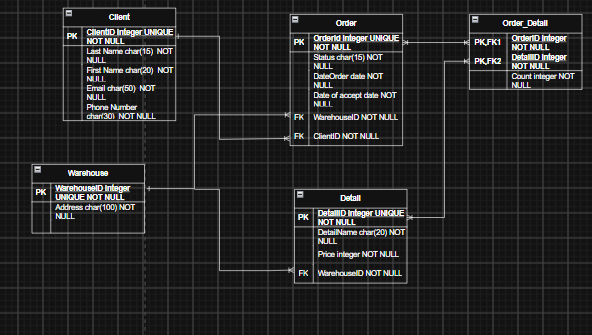 Client
PK ClientID Integer UNIQUE
NOT NULL
Last Name char(15) NOT
NULL
First Name char(20) NOT
NULL
Email char(50) NOT
NULL
Phone Number
char(30) NOT NULL
Order
PK OrderId Integer UNIQUE
NOT NULL
Status char(15) NOT
NULL
DateOrder date NOT
NULL
Date of accept date NOT
NULL
FK WarehouseID NOT NULL
FK ClientID NOT NULL
Order_Detail
PK,FK1 OrderID Integer
NOT NULL
PK,FK2 DetailID Integer
NOT NULL
Count integer NOT
NULL
Warehouse
PK WarehouseID Integer
UNIQUE NOT NULL
Address char(100) NOT
NULL
Detail
PK DetailID Integer UNIQUE
NOT NULL
DetailName char(20) NOT
NULL
Price integer NOT NULL
FK WarehouseID NOT NULL